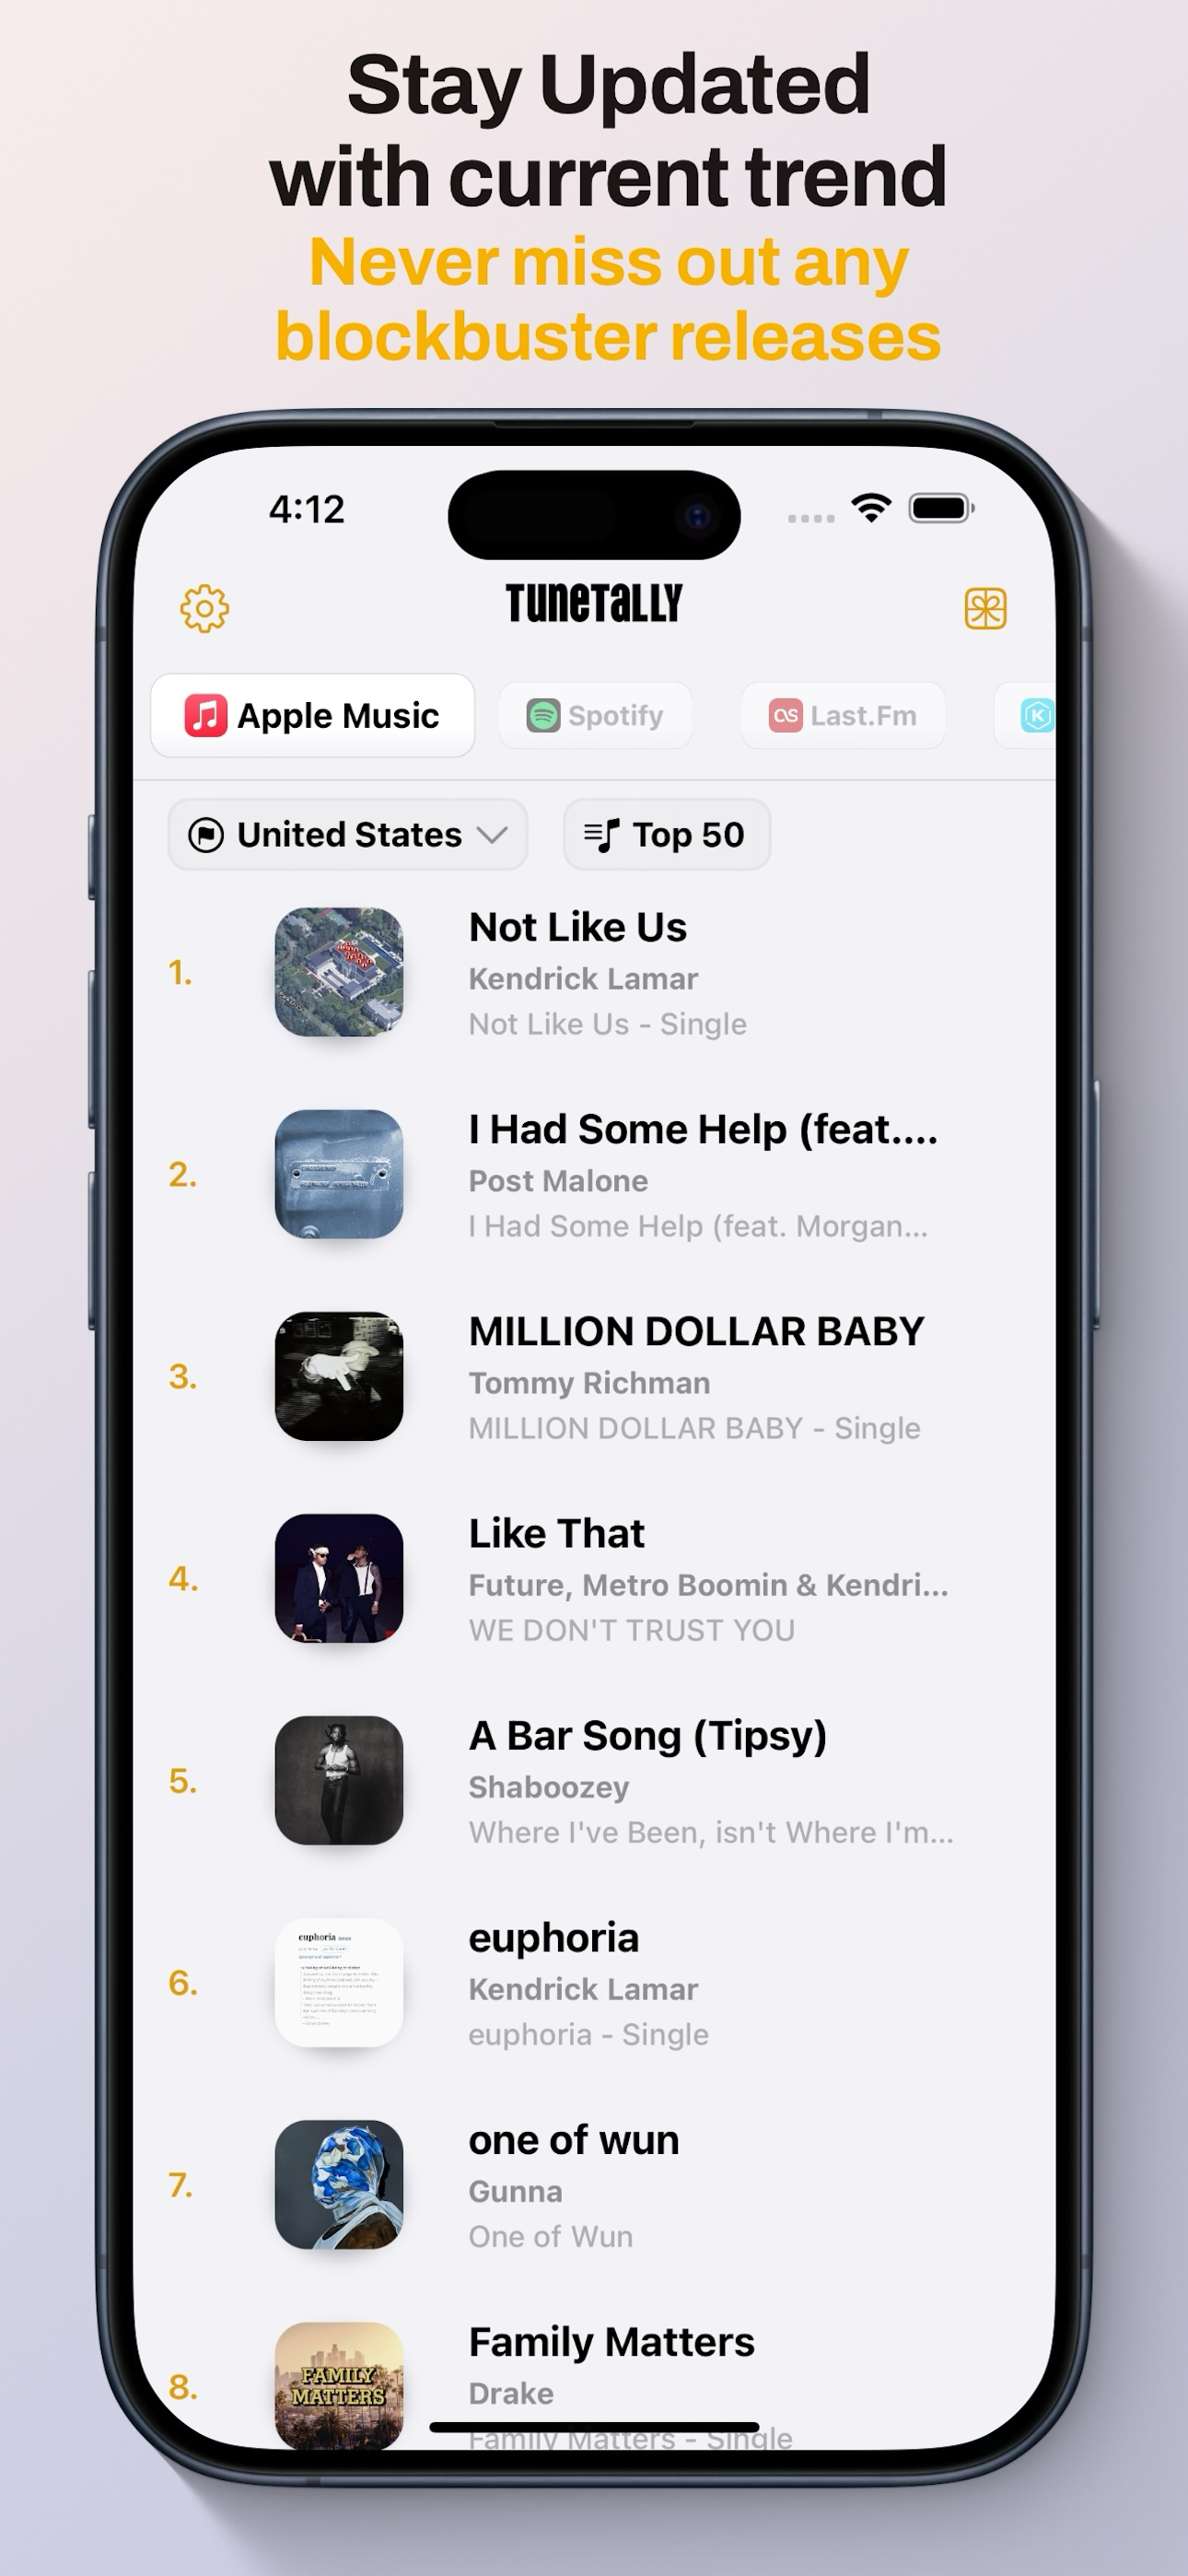 Stay Updated
with current trend
Never miss out any
blockbuster releases
4:12
TUNETALLY
Apple Music
Spotify
Last.Fm
K
United States
Top 50
1.
Not Like Us
Kendrick Lamar
Not Like Us - Single
2.
I Had Some Help (feat....
Post Malone
I Had Some Help (feat. Morgan...
3.
MILLION DOLLAR BABY
Tommy Richman
MILLION DOLLAR BABY - Single
4.
Like That
Future, Metro Boomin & Kendri...
WE DON'T TRUST YOU
5.
A Bar Song (Tipsy)
Shaboozey
Where I've Been, isn't Where I'm...
6.
euphoria
euphoria
Kendrick Lamar
euphoria - Single
7.
one of wun
Gunna
One of Wun
8.
FAMILY
MATTERS
Family Matters
Drake
Family Matters - Single